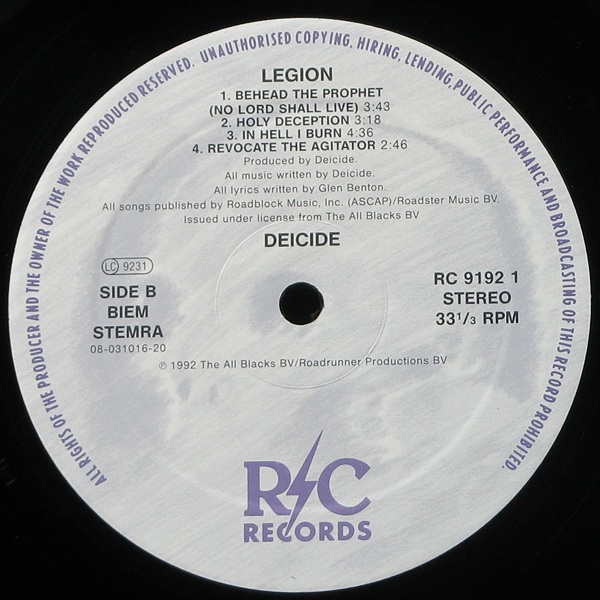 ALL RIGHTS OF THE PRODUCER AND THE OWNER OF THE WORK REPRODUCED RESERVED. UNAUTHORISED COPYING, HIRING, LENDING, PUBLIC PERFORMANCE AND BROADCASTING OF THIS RECORD PROHIBITED.
LEGION
1. BEHEAD THE PROPHET
(NO LORD SHALL LIVE) 3:43
2. HOLY DECEPTION 3:18
3. IN HELL I BURN 4:36
4. REVOCATE THE AGITATOR 2:46
Produced by Deicide.
All music written by Deicide.
All lyrics written by Glen Benton.
All songs published by Roadblock Music, Inc. (ASCAP)/Roadster Music BV.
Issued under license from The All Blacks BV
DEICIDE
LC 9231
SIDE B
BIEM
STEMRA
08-031016-20
RC 9192 1
STEREO
33 1/3 RPM
℗ 1992 The All Blacks BV/Roadrunner Productions BV
R C
RECORDS